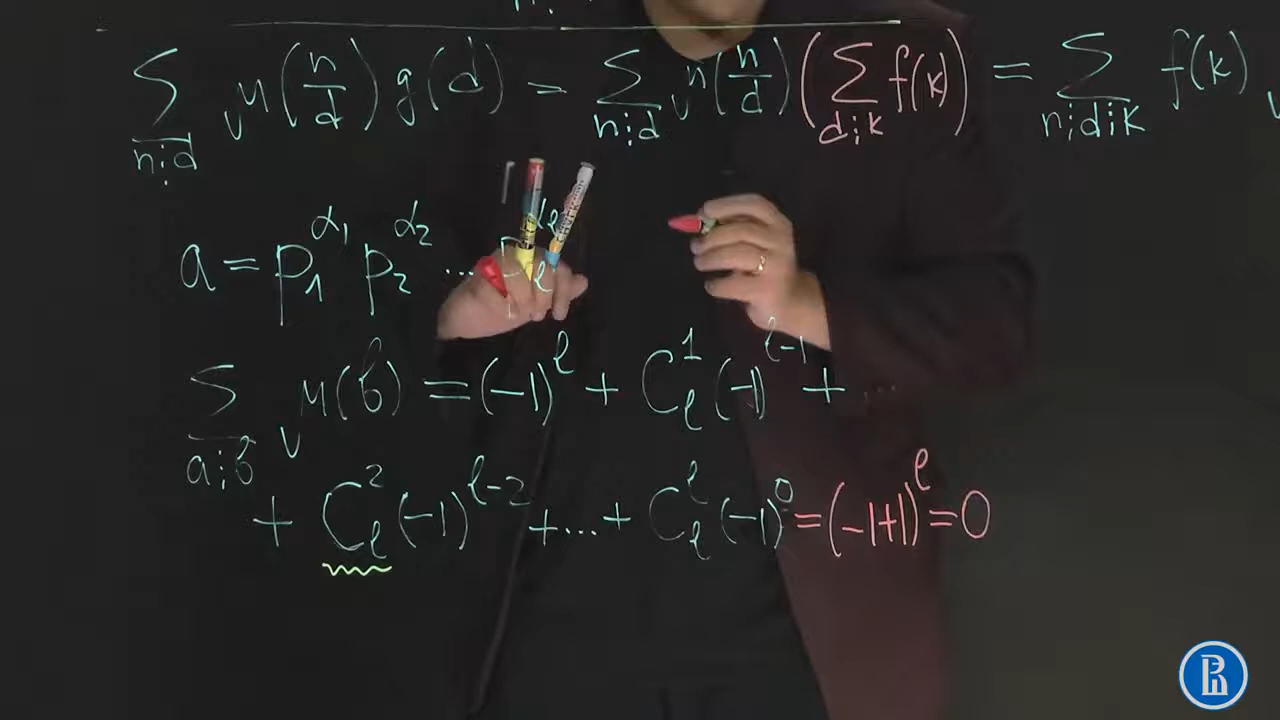 ∑ μ(n/d) g(d) = ∑ μ(n/d) (∑ f(k)) = ∑ f(k)
n⋮d n⋮d d⋮k n⋮d⋮k
a = p₁^α₁ p₂^α₂ ... p_l^α_l
∑ μ(b) = (-1)^l + C_l^1 (-1)^{l-1} + ...
a⋮b
+ C_l^2 (-1)^{l-2} + ... + C_l^l (-1)^0 = (-1+1)^l = 0